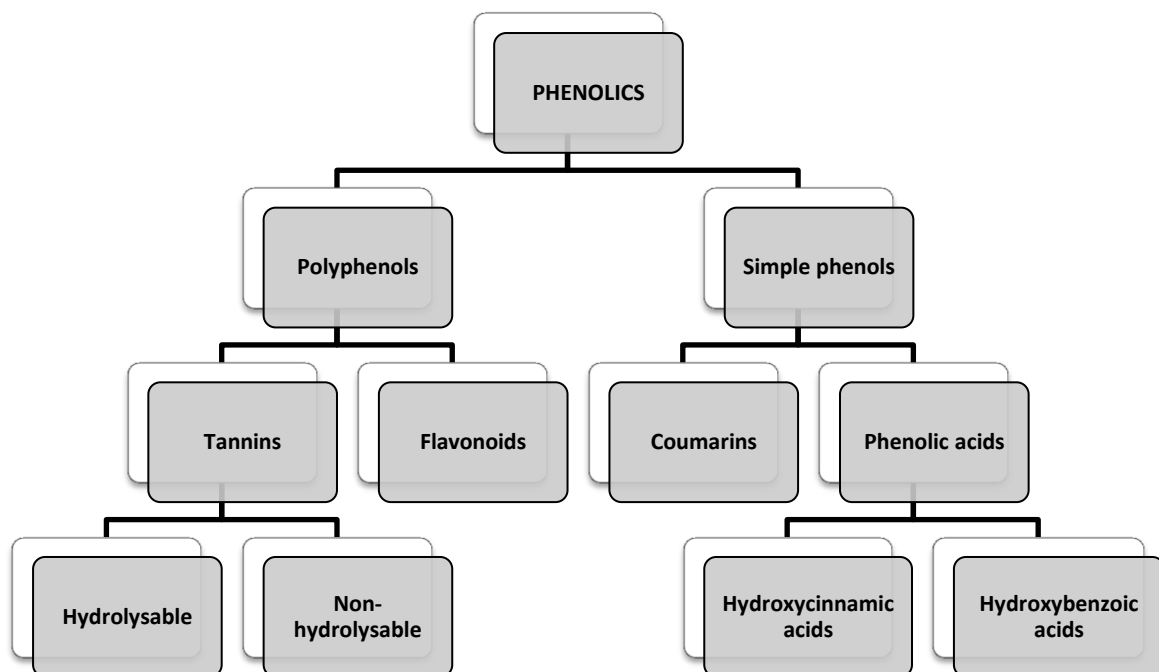 PHENOLICS
Polyphenols
Simple phenols
Tannins
Flavonoids
Coumarins
Phenolic acids
Hydrolysable
Non-
hydrolysable
Hydroxycinnamic
acids
Hydroxybenzoic
acids